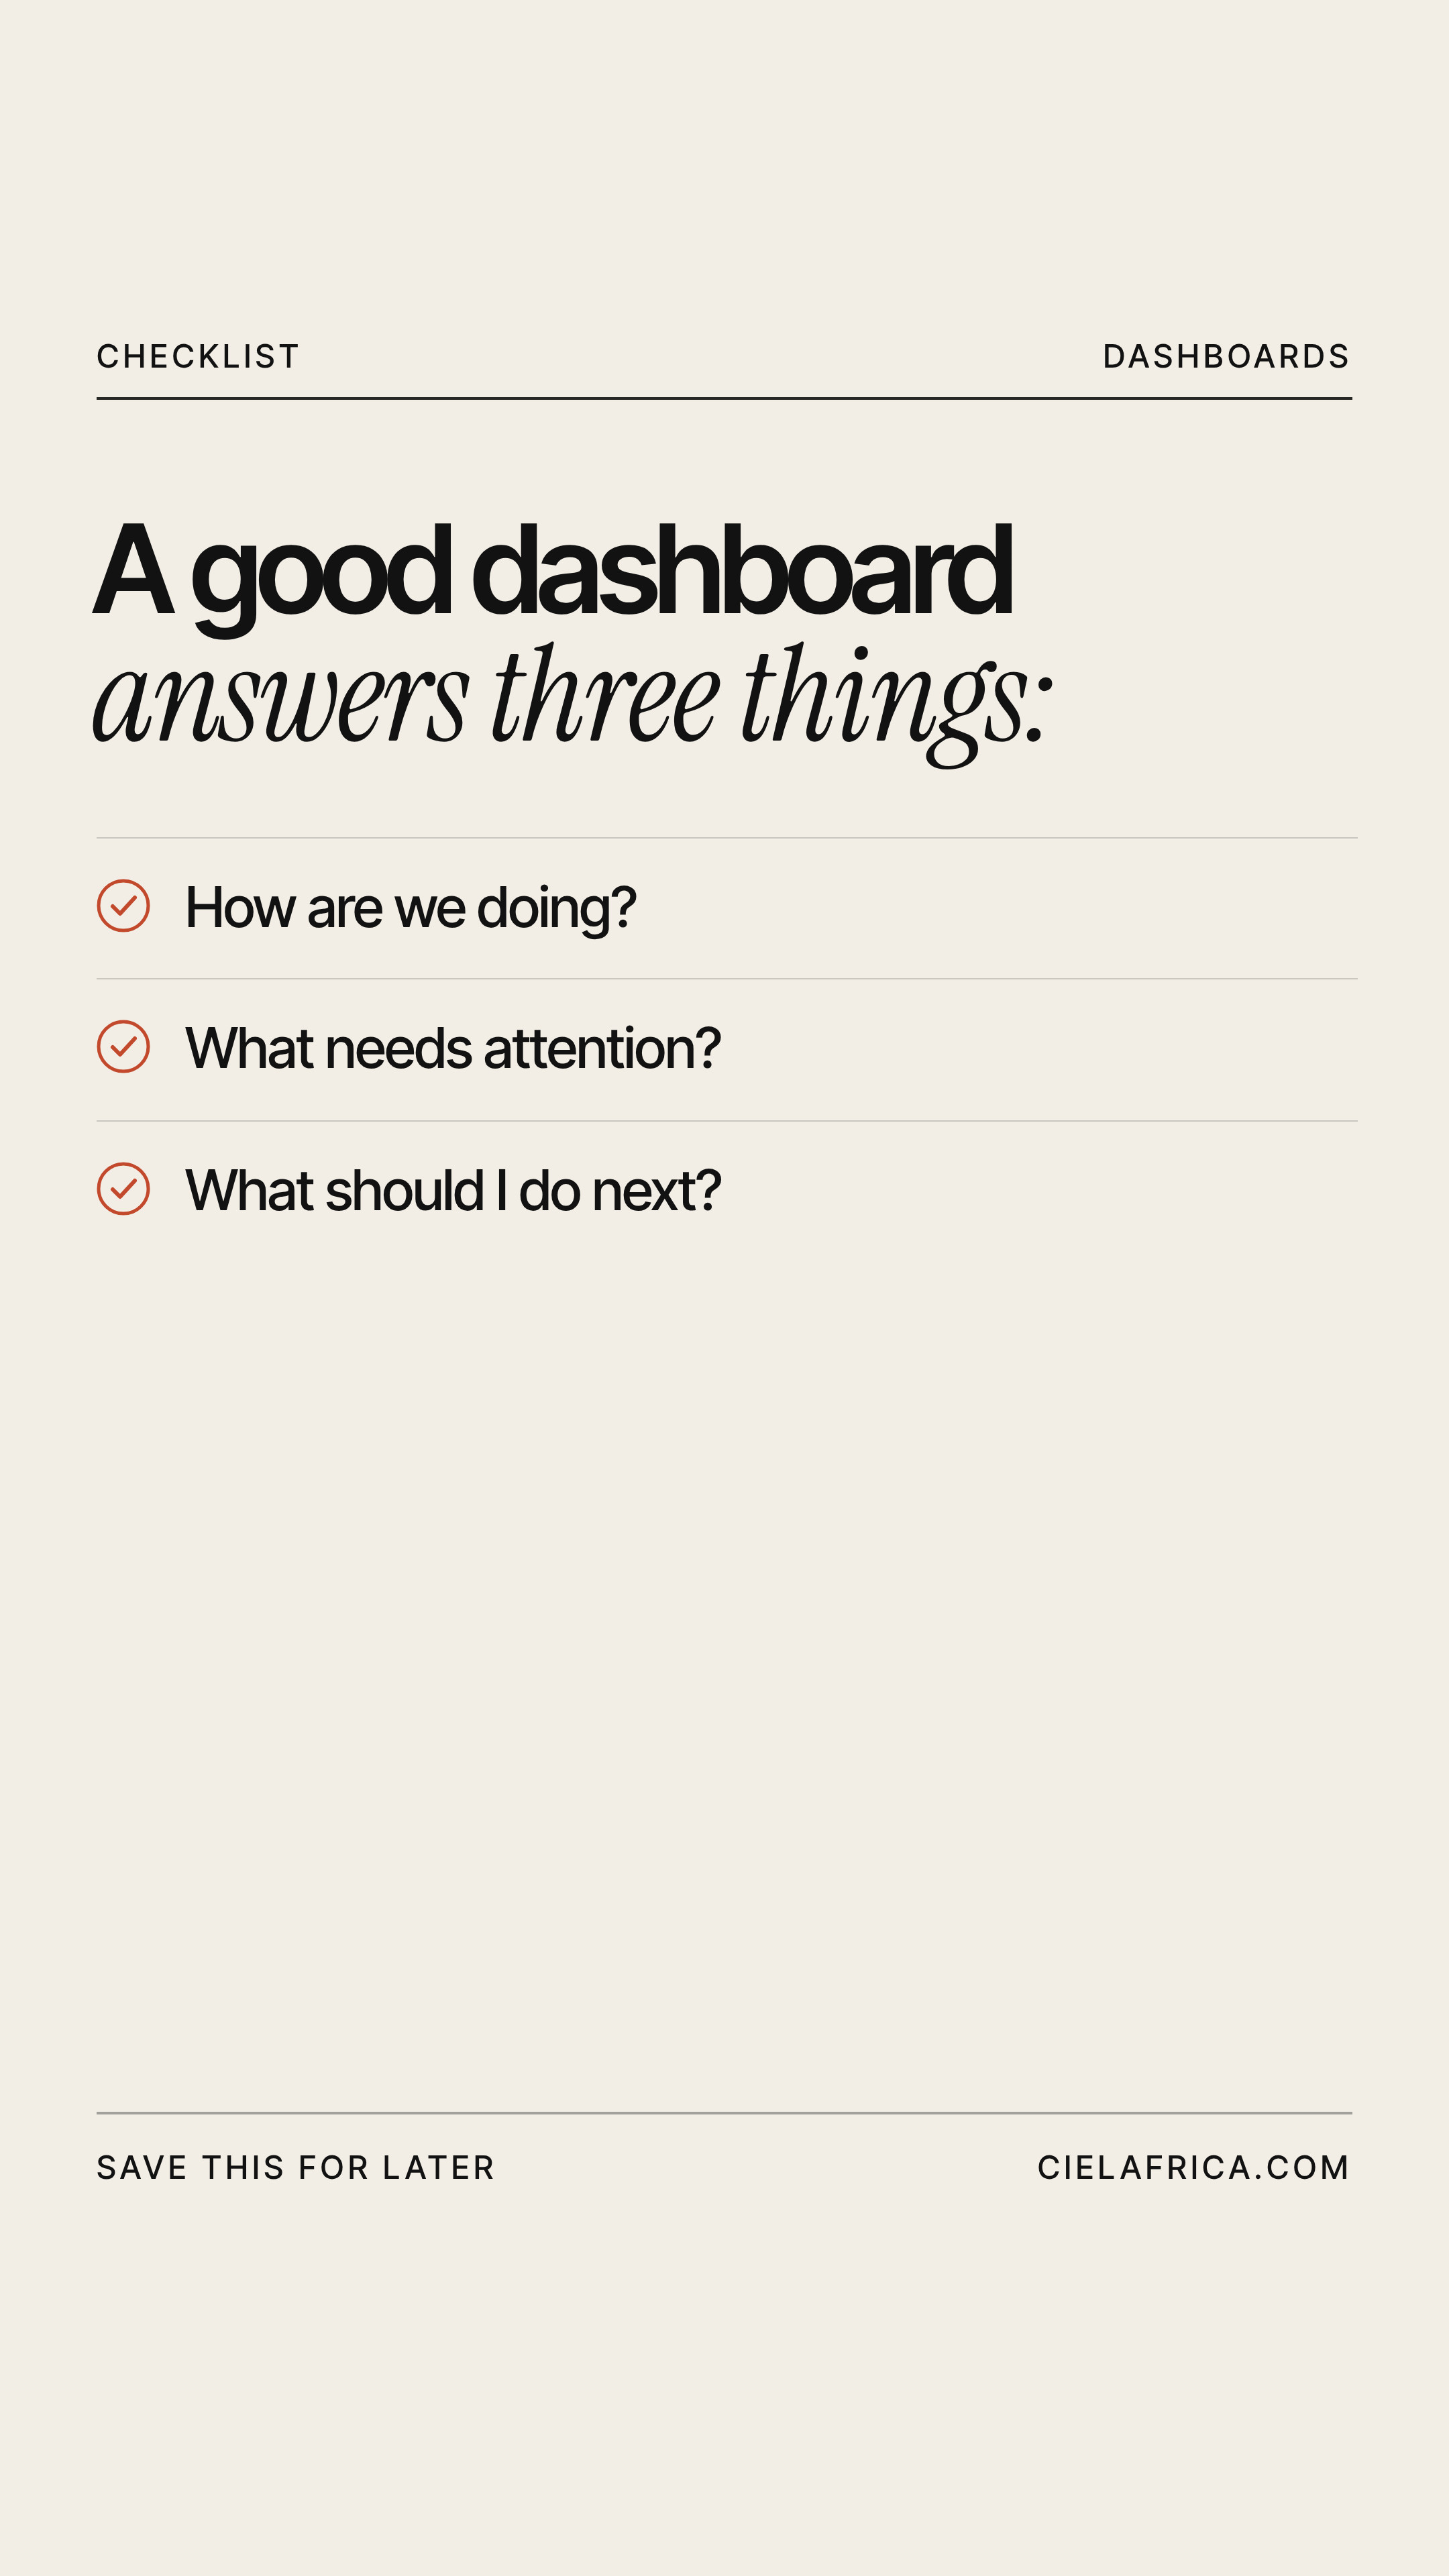 CHECKLIST
DASHBOARDS
A good dashboard
answers three things:
How are we doing?
What needs attention?
What should I do next?
SAVE THIS FOR LATER
CIELAFRICA.COM